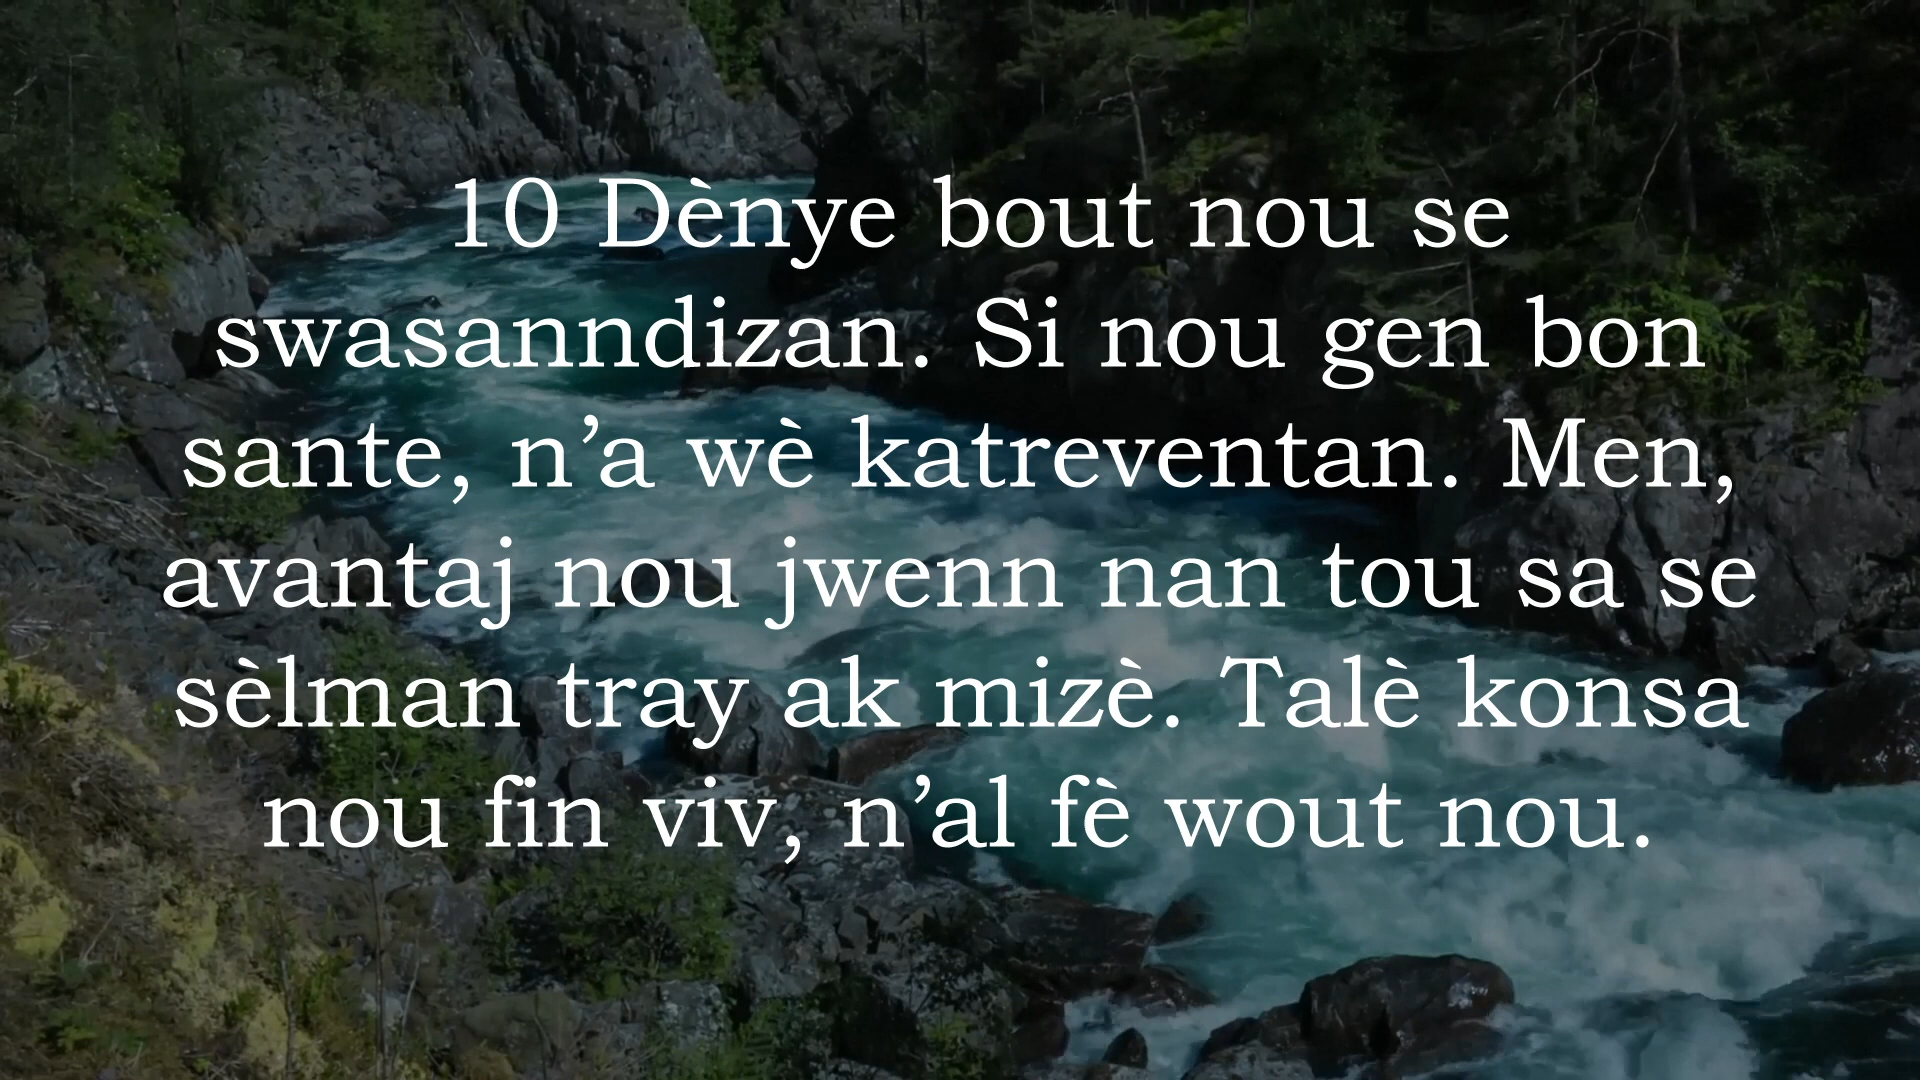 10 Dènye bout nou se
swasanndizan. Si nou gen bon
sante, n’a wè katreventan. Men,
avantaj nou jwenn nan tou sa se
sèlman tray ak mizè. Talè konsa
nou fin viv, n’al fè wout nou.